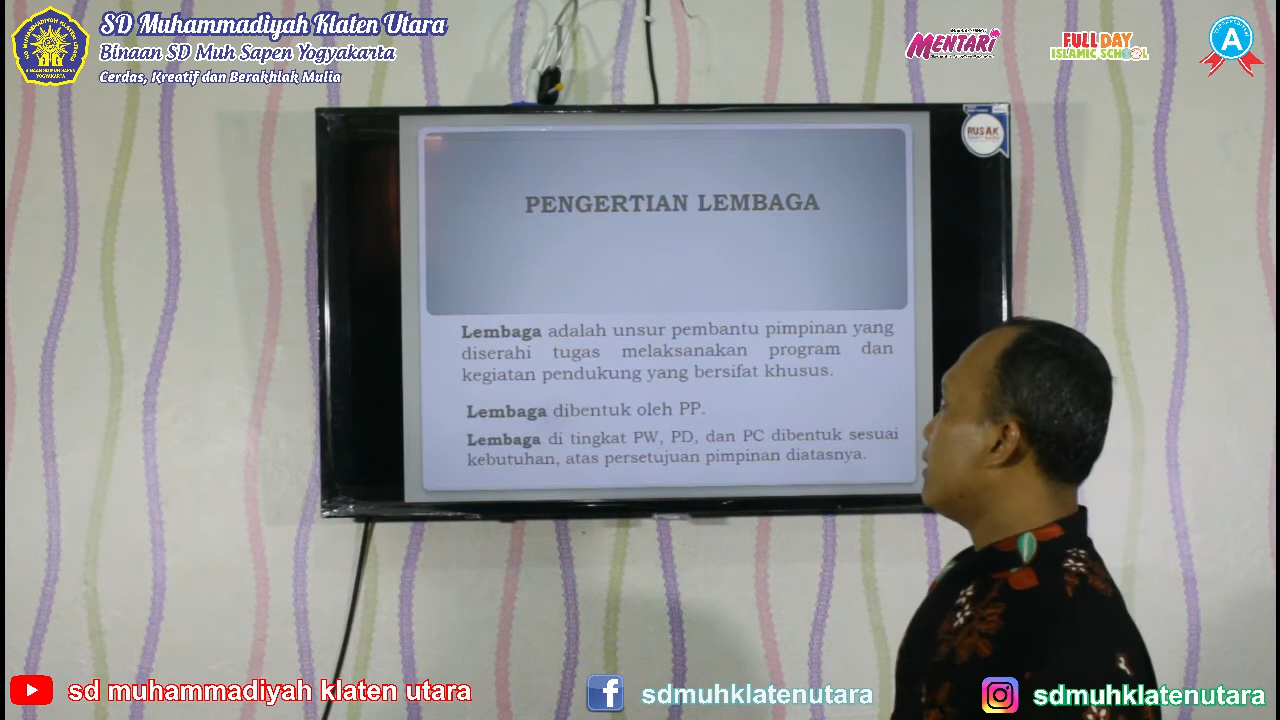 SD Muhammadiyah Klaten Utara
Binaan SD Muh Sapen Yogyakarta
Cerdas, Kreatif dan Berakhlak Mulia
MENTARI
FULL DAY
ISLAMIC SCHOOL
A
RUSAK
PENGERTIAN LEMBAGA
Lembaga adalah unsur pembantu pimpinan yang
diserahi tugas melaksanakan program dan
kegiatan pendukung yang bersifat khusus.
Lembaga dibentuk oleh PP.
Lembaga di tingkat PW, PD, dan PC dibentuk sesuai
kebutuhan, atas persetujuan pimpinan diatasnya.
sd muhammadiyah klaten utara
sdmuhklatenutara
sdmuhklatenutara